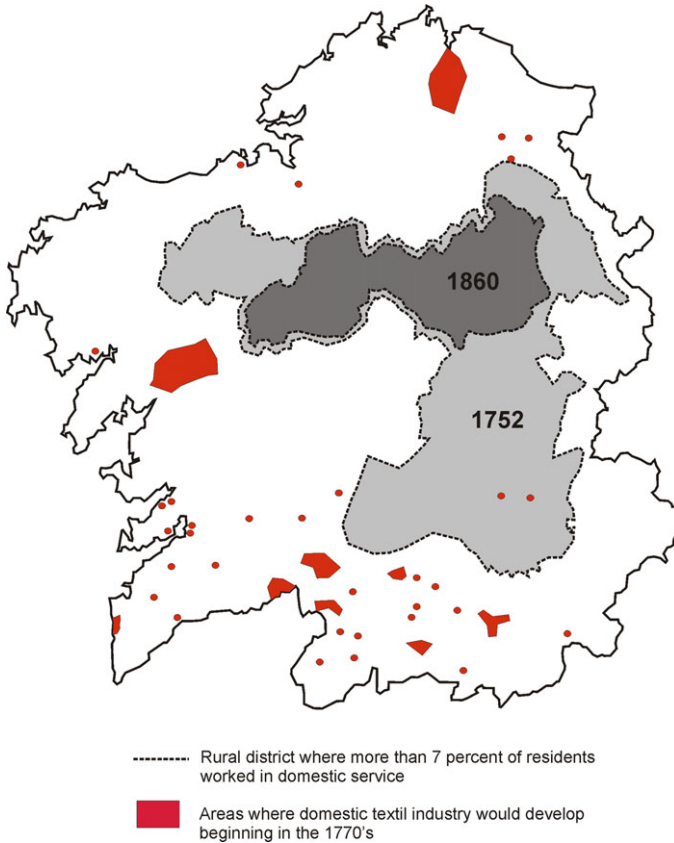 1860
1752
Rural district where more than 7 percent of residents
worked in domestic service
Areas where domestic textil industry would develop
beginning in the 1770's